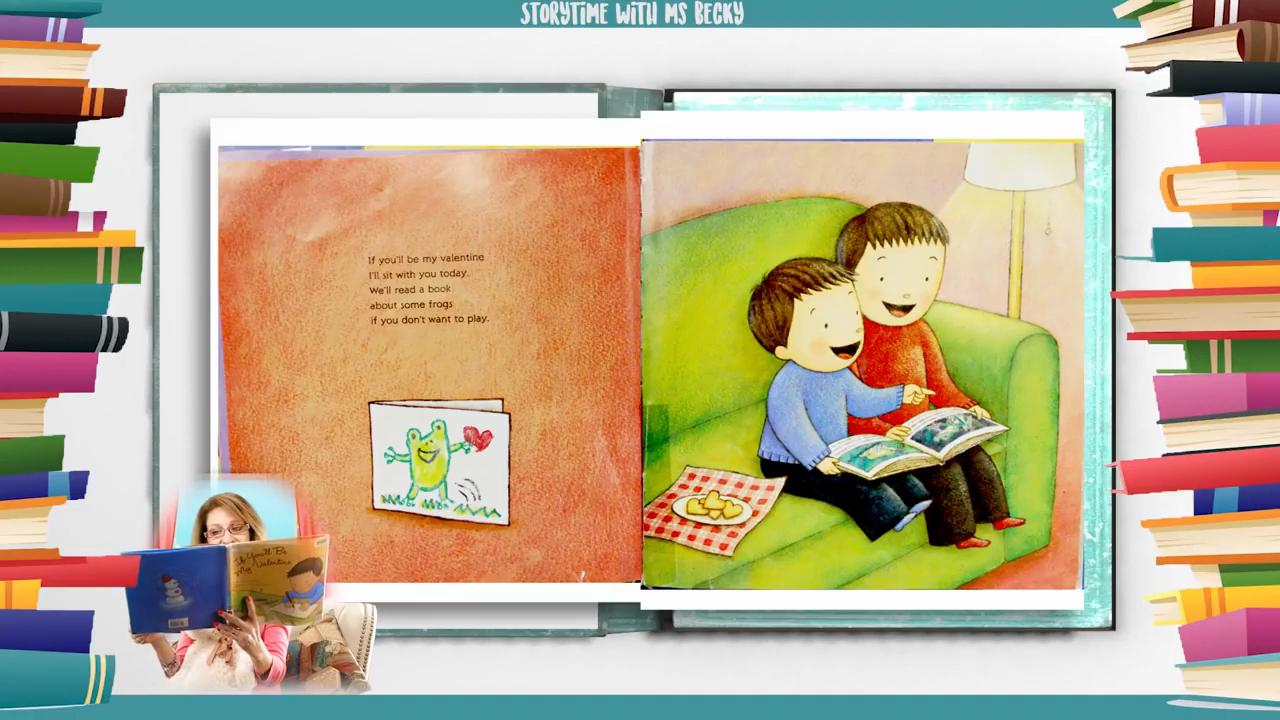 STORYTIME WITH MS BECKY
If you'll be my valentine
I'll sit with you today.
We'll read a book
about some frogs
if you don't want to play.
If You'll Be
My Valentine